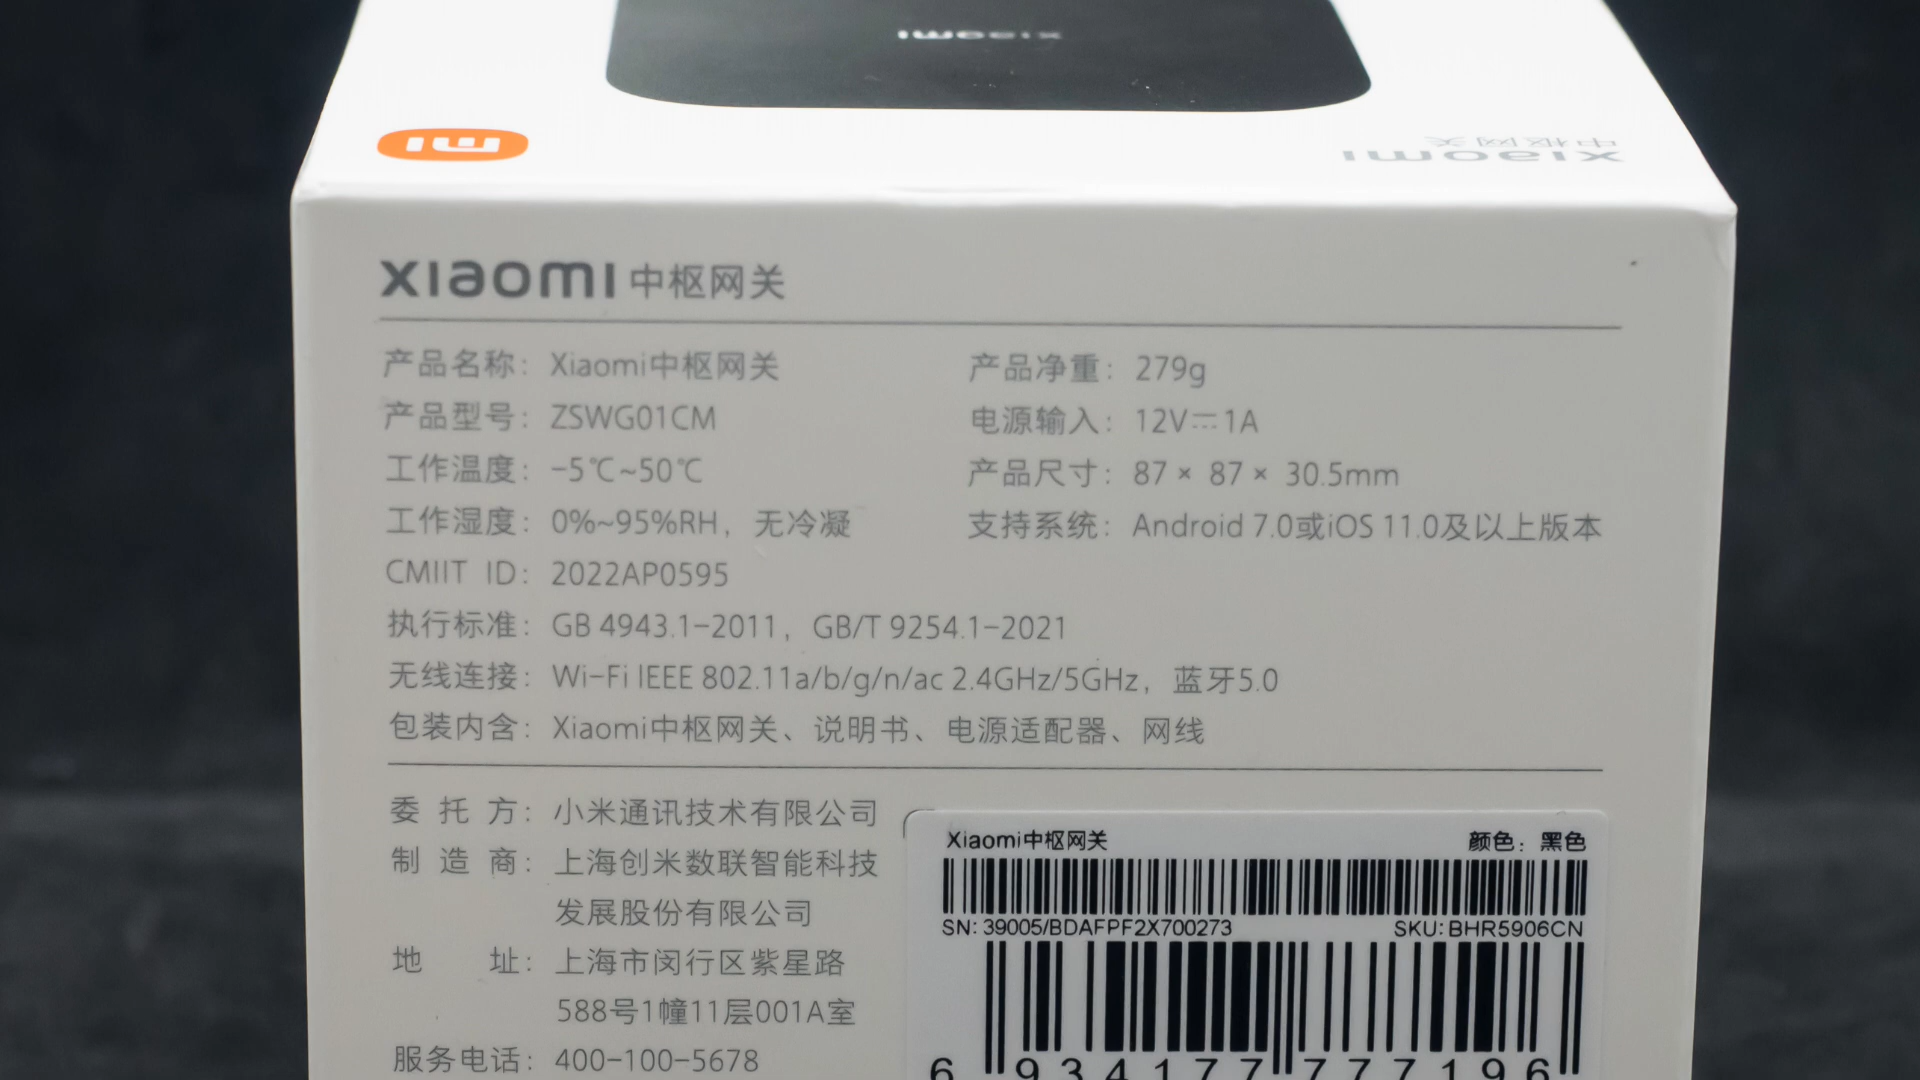 xiaomi
mi
xiaomi
中枢网关
xiaomi 中枢网关
产品名称: Xiaomi中枢网关
产品净重: 279g
产品型号: ZSWG01CM
电源输入: 12V⎓1A
工作温度: -5℃~50℃
产品尺寸: 87 × 87 × 30.5mm
工作湿度: 0%~95%RH, 无冷凝
支持系统: Android 7.0或iOS 11.0及以上版本
CMIIT ID: 2022AP0595
执行标准: GB 4943.1-2011, GB/T 9254.1-2021
无线连接: Wi-Fi IEEE 802.11a/b/g/n/ac 2.4GHz/5GHz, 蓝牙5.0
包装内含: Xiaomi中枢网关、说明书、电源适配器、网线
委 托 方: 小米通讯技术有限公司
制 造 商: 上海创米数联智能科技
发展股份有限公司
地 址: 上海市闵行区紫星路
588号1幢11层001A室
服务电话: 400-100-5678
Xiaomi中枢网关 颜色: 黑色
SN: 39005/BDAFPF2X700273 SKU: BHR5906CN
6 934177 777196